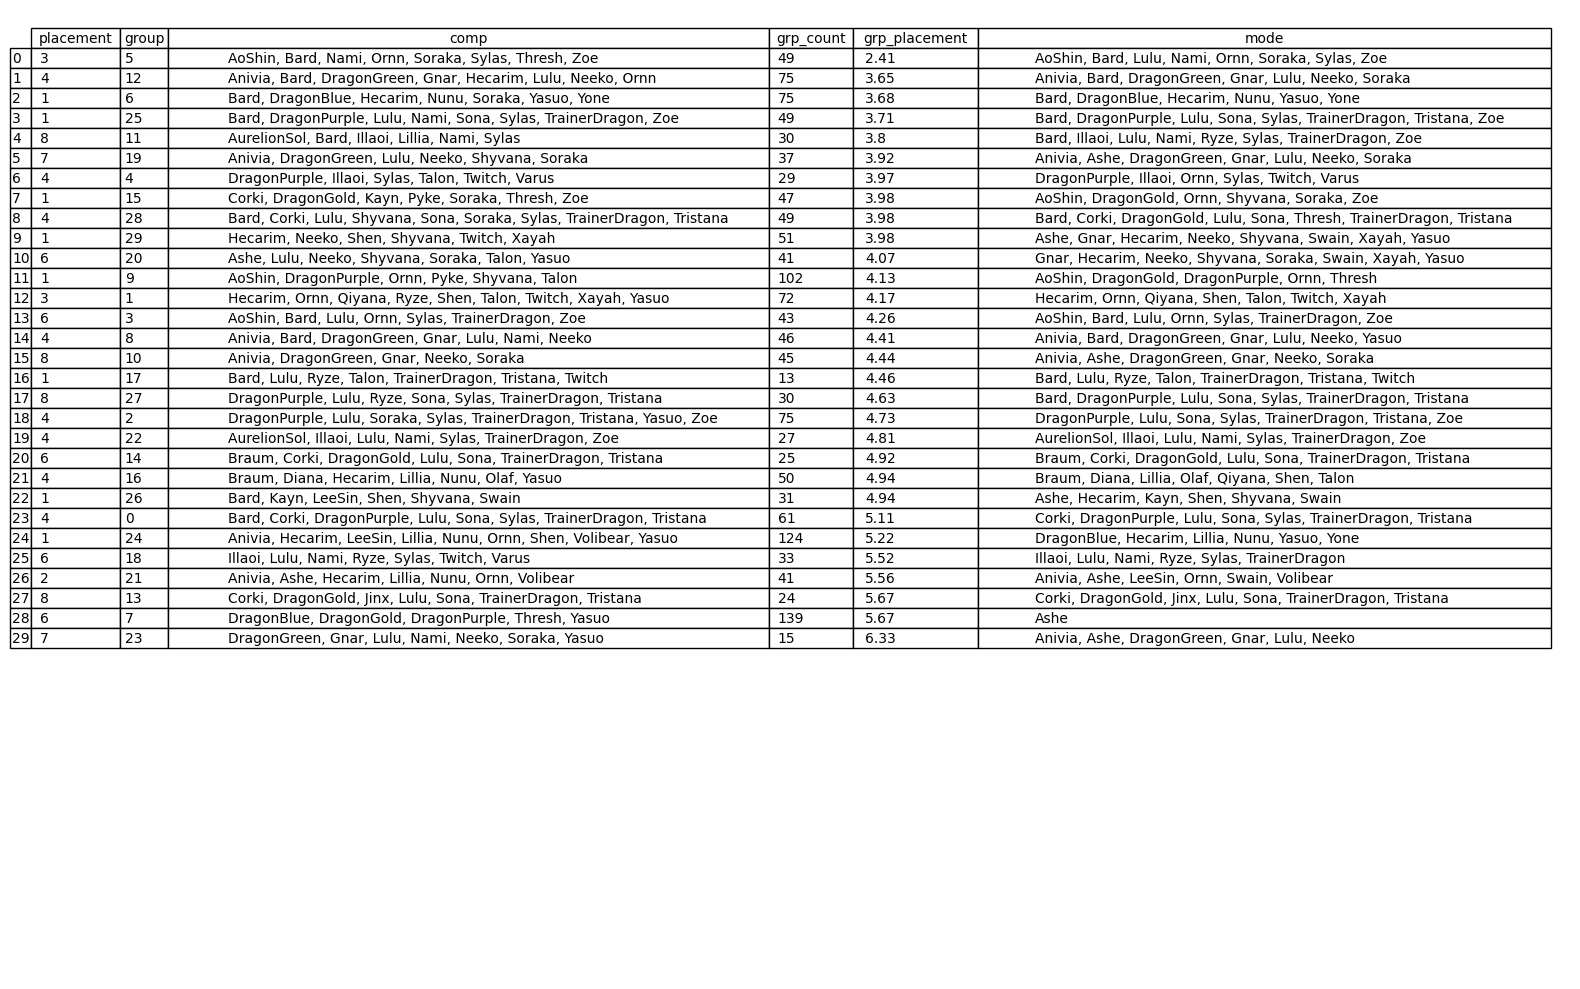 placement group comp grp_count grp_placement mode
0 3 5 AoShin, Bard, Nami, Ornn, Soraka, Sylas, Thresh, Zoe 49 2.41 AoShin, Bard, Lulu, Nami, Ornn, Soraka, Sylas, Zoe
1 4 12 Anivia, Bard, DragonGreen, Gnar, Hecarim, Lulu, Neeko, Ornn 75 3.65 Anivia, Bard, DragonGreen, Gnar, Lulu, Neeko, Soraka
2 1 6 Bard, DragonBlue, Hecarim, Nunu, Soraka, Yasuo, Yone 75 3.68 Bard, DragonBlue, Hecarim, Nunu, Yasuo, Yone
3 1 25 Bard, DragonPurple, Lulu, Nami, Sona, Sylas, TrainerDragon, Zoe 49 3.71 Bard, DragonPurple, Lulu, Sona, Sylas, TrainerDragon, Tristana, Zoe
4 8 11 AurelionSol, Bard, Illaoi, Lillia, Nami, Sylas 30 3.8 Bard, Illaoi, Lulu, Nami, Ryze, Sylas, TrainerDragon, Zoe
5 7 19 Anivia, DragonGreen, Lulu, Neeko, Shyvana, Soraka 37 3.92 Anivia, Ashe, DragonGreen, Gnar, Lulu, Neeko, Soraka
6 4 4 DragonPurple, Illaoi, Sylas, Talon, Twitch, Varus 29 3.97 DragonPurple, Illaoi, Ornn, Sylas, Twitch, Varus
7 1 15 Corki, DragonGold, Kayn, Pyke, Soraka, Thresh, Zoe 47 3.98 AoShin, DragonGold, Ornn, Shyvana, Soraka, Zoe
8 4 28 Bard, Corki, Lulu, Shyvana, Sona, Soraka, Sylas, TrainerDragon, Tristana 49 3.98 Bard, Corki, DragonGold, Lulu, Sona, Thresh, TrainerDragon, Tristana
9 1 29 Hecarim, Neeko, Shen, Shyvana, Twitch, Xayah 51 3.98 Ashe, Gnar, Hecarim, Neeko, Shyvana, Swain, Xayah, Yasuo
10 6 20 Ashe, Lulu, Neeko, Shyvana, Soraka, Talon, Yasuo 41 4.07 Gnar, Hecarim, Neeko, Shyvana, Soraka, Swain, Xayah, Yasuo
11 1 9 AoShin, DragonPurple, Ornn, Pyke, Shyvana, Talon 102 4.13 AoShin, DragonGold, DragonPurple, Ornn, Thresh
12 3 1 Hecarim, Ornn, Qiyana, Ryze, Shen, Talon, Twitch, Xayah, Yasuo 72 4.17 Hecarim, Ornn, Qiyana, Shen, Talon, Twitch, Xayah
13 6 3 AoShin, Bard, Lulu, Ornn, Sylas, TrainerDragon, Zoe 43 4.26 AoShin, Bard, Lulu, Ornn, Sylas, TrainerDragon, Zoe
14 4 8 Anivia, Bard, DragonGreen, Gnar, Lulu, Nami, Neeko 46 4.41 Anivia, Bard, DragonGreen, Gnar, Lulu, Neeko, Yasuo
15 8 10 Anivia, DragonGreen, Gnar, Neeko, Soraka 45 4.44 Anivia, Ashe, DragonGreen, Gnar, Neeko, Soraka
16 1 17 Bard, Lulu, Ryze, Talon, TrainerDragon, Tristana, Twitch 13 4.46 Bard, Lulu, Ryze, Talon, TrainerDragon, Tristana, Twitch
17 8 27 DragonPurple, Lulu, Ryze, Sona, Sylas, TrainerDragon, Tristana 30 4.63 Bard, DragonPurple, Lulu, Sona, Sylas, TrainerDragon, Tristana
18 4 2 DragonPurple, Lulu, Soraka, Sylas, TrainerDragon, Tristana, Yasuo, Zoe 75 4.73 DragonPurple, Lulu, Sona, Sylas, TrainerDragon, Tristana, Zoe
19 4 22 AurelionSol, Illaoi, Lulu, Nami, Sylas, TrainerDragon, Zoe 27 4.81 AurelionSol, Illaoi, Lulu, Nami, Sylas, TrainerDragon, Zoe
20 6 14 Braum, Corki, DragonGold, Lulu, Sona, TrainerDragon, Tristana 25 4.92 Braum, Corki, DragonGold, Lulu, Sona, TrainerDragon, Tristana
21 4 16 Braum, Diana, Hecarim, Lillia, Nunu, Olaf, Yasuo 50 4.94 Braum, Diana, Lillia, Olaf, Qiyana, Shen, Talon
22 1 26 Bard, Kayn, LeeSin, Shen, Shyvana, Swain 31 4.94 Ashe, Hecarim, Kayn, Shen, Shyvana, Swain
23 4 0 Bard, Corki, DragonPurple, Lulu, Sona, Sylas, TrainerDragon, Tristana 61 5.11 Corki, DragonPurple, Lulu, Sona, Sylas, TrainerDragon, Tristana
24 1 24 Anivia, Hecarim, LeeSin, Lillia, Nunu, Ornn, Shen, Volibear, Yasuo 124 5.22 DragonBlue, Hecarim, Lillia, Nunu, Yasuo, Yone
25 6 18 Illaoi, Lulu, Nami, Ryze, Sylas, Twitch, Varus 33 5.52 Illaoi, Lulu, Nami, Ryze, Sylas, TrainerDragon
26 2 21 Anivia, Ashe, Hecarim, Lillia, Nunu, Ornn, Volibear 41 5.56 Anivia, Ashe, LeeSin, Ornn, Swain, Volibear
27 8 13 Corki, DragonGold, Jinx, Lulu, Sona, TrainerDragon, Tristana 24 5.67 Corki, DragonGold, Jinx, Lulu, Sona, TrainerDragon, Tristana
28 6 7 DragonBlue, DragonGold, DragonPurple, Thresh, Yasuo 139 5.67 Ashe
29 7 23 DragonGreen, Gnar, Lulu, Nami, Neeko, Soraka, Yasuo 15 6.33 Anivia, Ashe, DragonGreen, Gnar, Lulu, Neeko